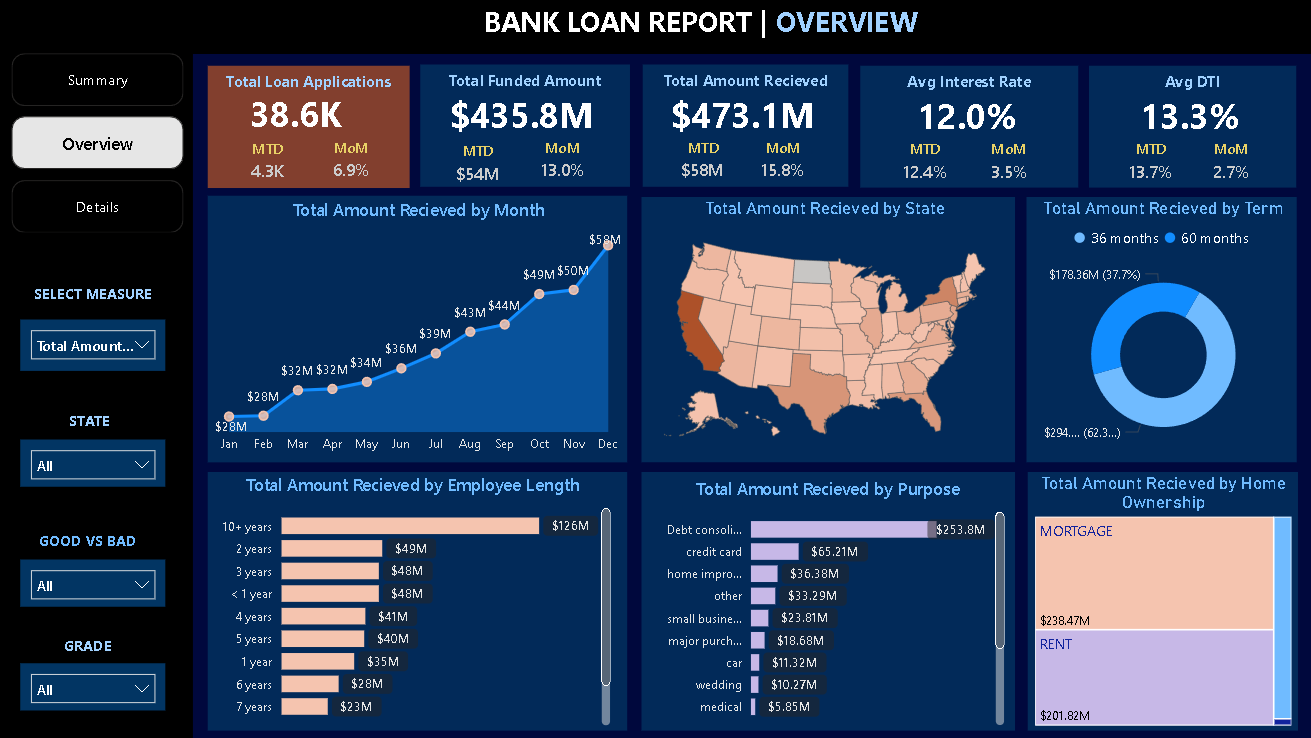 BANK LOAN REPORT | OVERVIEW
Summary
Overview
Details
SELECT MEASURE
Total Amount...
STATE
All
GOOD VS BAD
All
GRADE
All
Total Loan Applications
38.6K
MTD MoM
4.3K 6.9%
Total Funded Amount
$435.8M
MTD MoM
$54M 13.0%
Total Amount Recieved
$473.1M
MTD MoM
$58M 15.8%
Avg Interest Rate
12.0%
MTD MoM
12.4% 3.5%
Avg DTI
13.3%
MTD MoM
13.7% 2.7%
Total Amount Recieved by Month
$28M $28M $32M $32M $34M $36M $39M $43M $44M $49M $50M $58M
Jan Feb Mar Apr May Jun Jul Aug Sep Oct Nov Dec
Total Amount Recieved by State
Total Amount Recieved by Term
36 months 60 months
$178.36M (37.7%)
$294.... (62.3...)
Total Amount Recieved by Employee Length
10+ years $126M
2 years $49M
3 years $48M
< 1 year $48M
4 years $41M
5 years $40M
1 year $35M
6 years $28M
7 years $23M
Total Amount Recieved by Purpose
Debt consoli... $253.8M
credit card $65.21M
home impro... $36.38M
other $33.29M
small busine... $23.81M
major purch... $18.68M
car $11.32M
wedding $10.27M
medical $5.85M
Total Amount Recieved by Home
Ownership
MORTGAGE
$238.47M
RENT
$201.82M